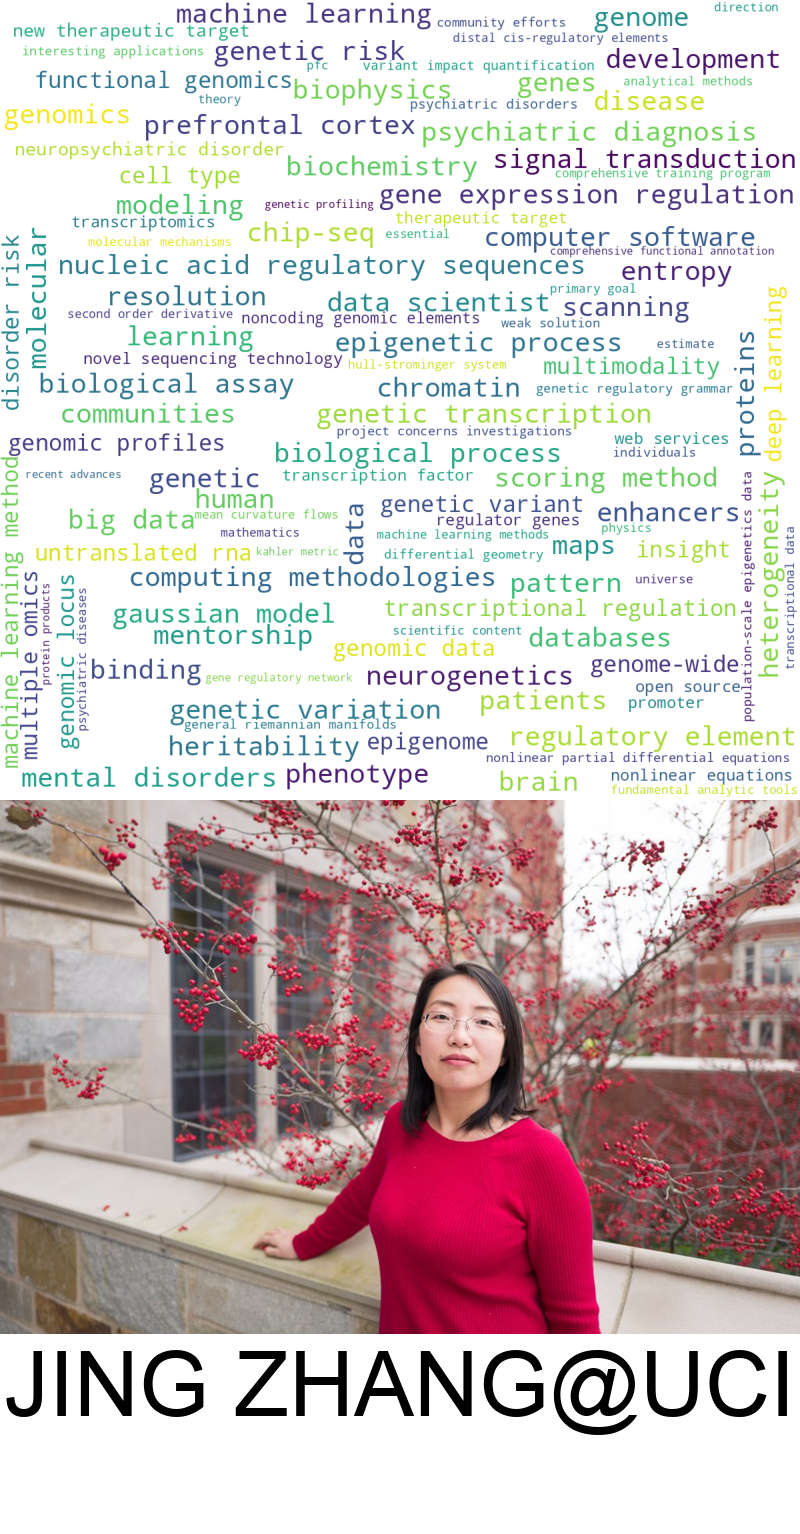 machine learning
community efforts
genome
direction
new therapeutic target
distal cis-regulatory elements
interesting applications
genetic risk
development
pfc
variant impact quantification
functional genomics
biophysics
genes
analytical methods
theory
psychiatric disorders
disease
genomics
prefrontal cortex
psychiatric diagnosis
neuropsychiatric disorder
biochemistry
signal transduction
cell type
comprehensive training program
modeling
genetic profiling
gene expression regulation
transcriptomics
therapeutic target
molecular mechanisms
chip-seq
essential
computer software
comprehensive functional annotation
disorder risk
molecular
nucleic acid regulatory sequences
entropy
resolution
data scientist
primary goal
scanning
second order derivative
noncoding genomic elements
weak solution
learning
epigenetic process
estimate
novel sequencing technology
hull-strominger system
multimodality
proteins
deep learning
biological assay
chromatin
genetic regulatory grammar
communities
genetic transcription
genomic profiles
project concerns investigations
web services
biological process
individuals
recent advances
genetic
transcription factor
scoring method
human
genetic variant
enhancers
big data
mean curvature flows
data
regulator genes
mathematics
machine learning methods
physics
untranslated rna
kahler metric
differential geometry
maps
insight
machine learning method
multiple omics
protein products
genomic locus
psychiatric diseases
computing methodologies
pattern
universe
population-scale epigenetics data
heterogeneity
transcriptional data
gaussian model
transcriptional regulation
mentorship
scientific content
databases
genomic data
binding
gene regulatory network
neurogenetics
genome-wide
open source
patients
promoter
genetic variation
general riemannian manifolds
heritability
epigenome
regulatory element
nonlinear partial differential equations
mental disorders
phenotype
brain
nonlinear equations
fundamental analytic tools
JING ZHANG@UCI